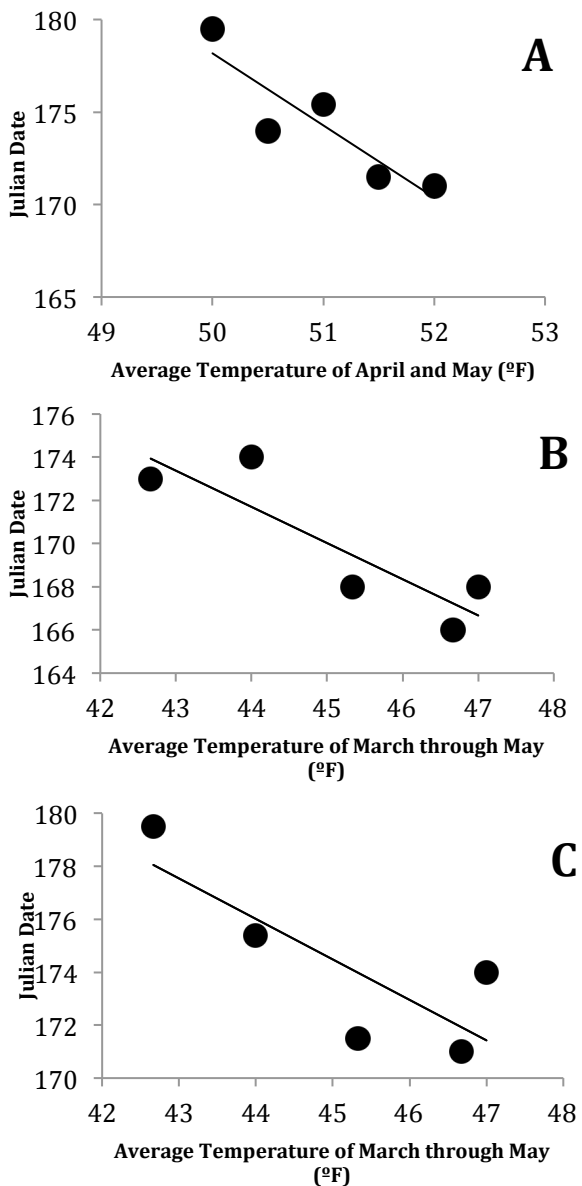 180
175
170
165
49 50 51 52 53
Julian Date
A
Average Temperature of April and May (ºF)
176
174
172
170
168
166
164
42 43 44 45 46 47 48
Julian Date
B
Average Temperature of March through May
(ºF)
180
178
176
174
172
170
42 43 44 45 46 47 48
Julian Date
C
Average Temperature of March through May
(ºF)